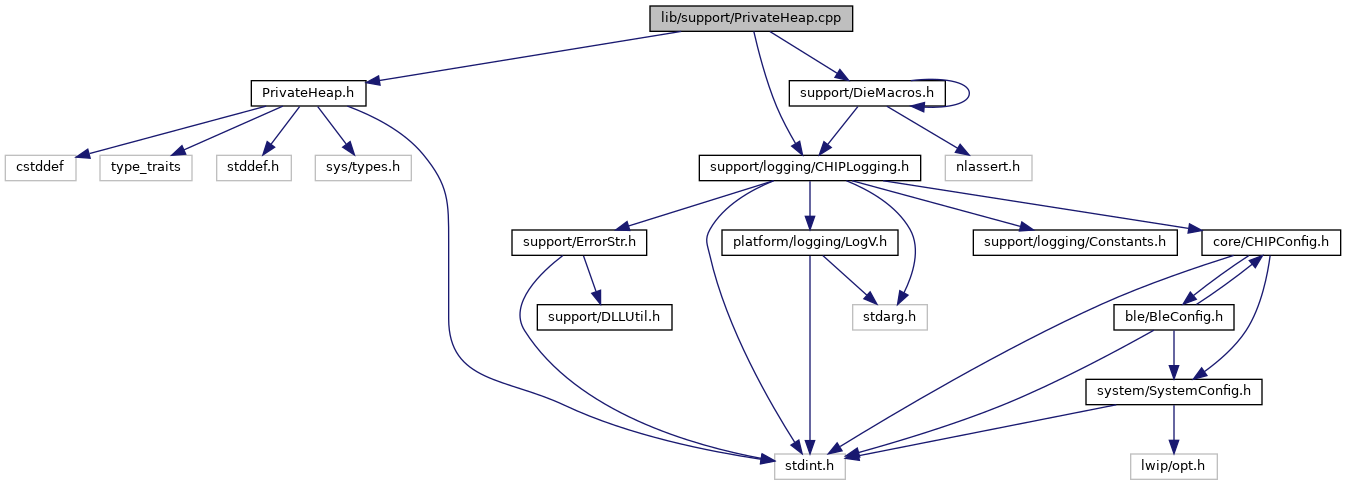 lib/support/PrivateHeap.cpp
PrivateHeap.h
support/DieMacros.h
cstddef
type_traits
stddef.h
sys/types.h
support/logging/CHIPLogging.h
nlassert.h
support/ErrorStr.h
platform/logging/LogV.h
support/logging/Constants.h
core/CHIPConfig.h
support/DLLUtil.h
stdarg.h
ble/BleConfig.h
system/SystemConfig.h
stdint.h
lwip/opt.h